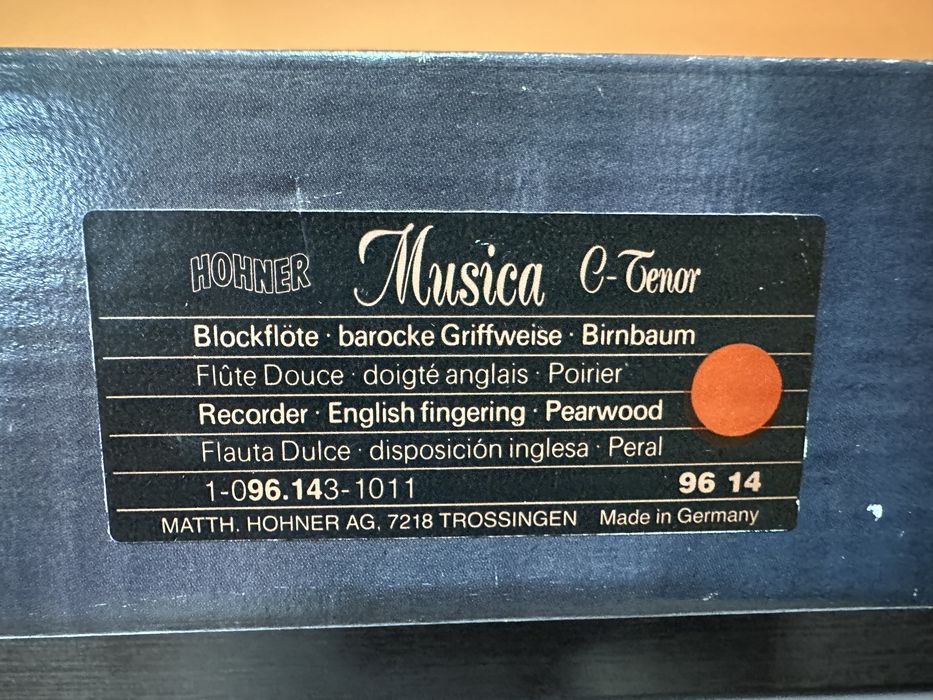 HOHNER Musica C-Tenor
Blockflöte · barocke Griffweise · Birnbaum
Flûte Douce · doigté anglais · Poirier
Recorder · English fingering · Pearwood
Flauta Dulce · disposición inglesa · Peral
1-096.143-1011 96 14
MATTH. HOHNER AG, 7218 TROSSINGEN Made in Germany